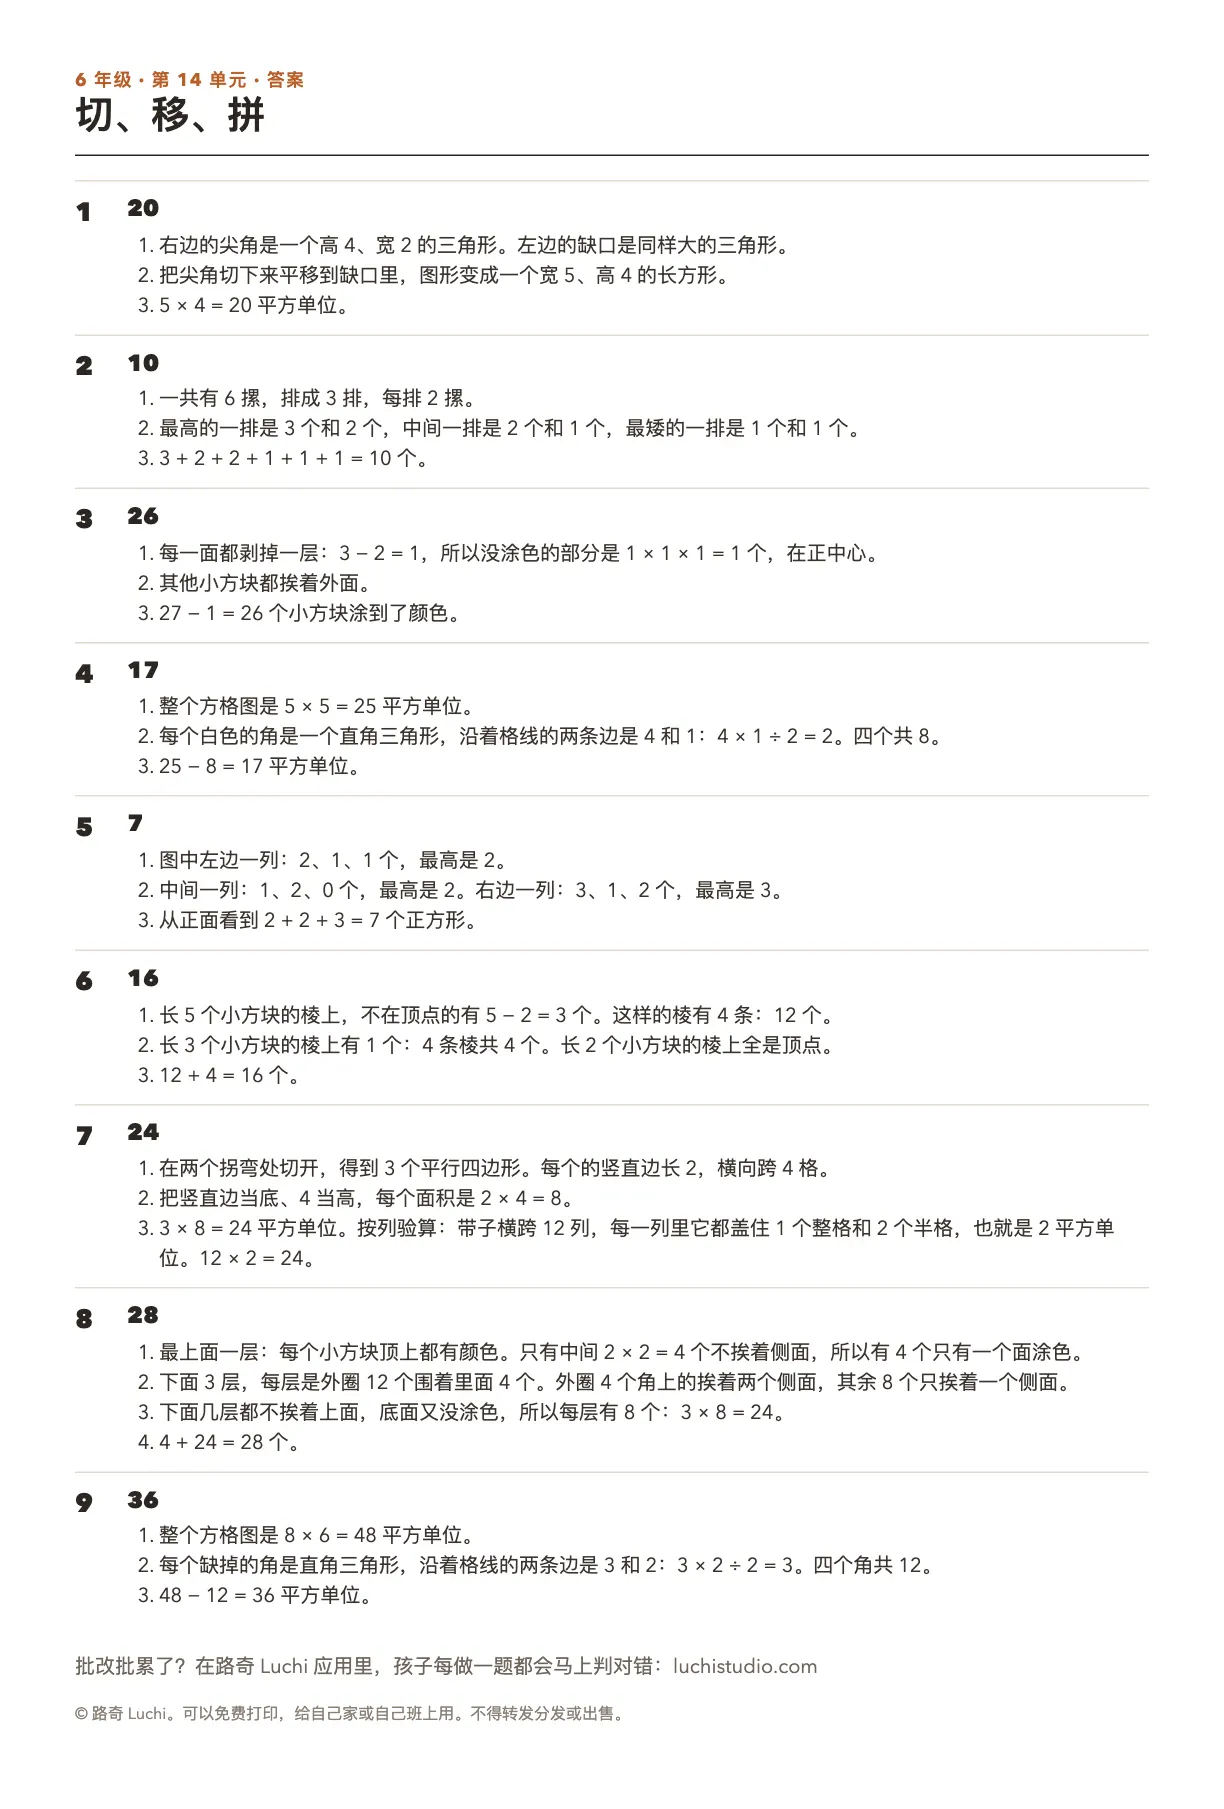 6 年级 · 第 14 单元 · 答案
切、移、拼
1 20
1. 右边的尖角是一个高 4、宽 2 的三角形。左边的缺口是同样大的三角形。
2. 把尖角切下来平移到缺口里，图形变成一个宽 5、高 4 的长方形。
3. 5 × 4 = 20 平方单位。
2 10
1. 一共有 6 摞，排成 3 排，每排 2 摞。
2. 最高的一排是 3 个和 2 个，中间一排是 2 个和 1 个，最矮的一排是 1 个和 1 个。
3. 3 + 2 + 2 + 1 + 1 + 1 = 10 个。
3 26
1. 每一面都剥掉一层：3 − 2 = 1，所以没涂色的部分是 1 × 1 × 1 = 1 个，在正中心。
2. 其他小方块都挨着外面。
3. 27 − 1 = 26 个小方块涂到了颜色。
4 17
1. 整个方格图是 5 × 5 = 25 平方单位。
2. 每个白色的角是一个直角三角形，沿着格线的两条边是 4 和 1：4 × 1 ÷ 2 = 2。四个共 8。
3. 25 − 8 = 17 平方单位。
5 7
1. 图中左边一列：2、1、1 个，最高是 2。
2. 中间一列：1、2、0 个，最高是 2。右边一列：3、1、2 个，最高是 3。
3. 从正面看到 2 + 2 + 3 = 7 个正方形。
6 16
1. 长 5 个小方块的棱上，不在顶点的有 5 − 2 = 3 个。这样的棱有 4 条：12 个。
2. 长 3 个小方块的棱上有 1 个：4 条棱共 4 个。长 2 个小方块的棱上全是顶点。
3. 12 + 4 = 16 个。
7 24
1. 在两个拐弯处切开，得到 3 个平行四边形。每个的竖直边长 2，横向跨 4 格。
2. 把竖直边当底、4 当高，每个面积是 2 × 4 = 8。
3. 3 × 8 = 24 平方单位。按列验算：带子横跨 12 列，每一列里它都盖住 1 个整格和 2 个半格，也就是 2 平方单
位。12 × 2 = 24。
8 28
1. 最上面一层：每个小方块顶上都有颜色。只有中间 2 × 2 = 4 个不挨着侧面，所以有 4 个只有一个面涂色。
2. 下面 3 层，每层是外圈 12 个围着里面 4 个。外圈 4 个角上的挨着两个侧面，其余 8 个只挨着一个侧面。
3. 下面几层都不挨着上面，底面又没涂色，所以每层有 8 个：3 × 8 = 24。
4. 4 + 24 = 28 个。
9 36
1. 整个方格图是 8 × 6 = 48 平方单位。
2. 每个缺掉的角是直角三角形，沿着格线的两条边是 3 和 2：3 × 2 ÷ 2 = 3。四个角共 12。
3. 48 − 12 = 36 平方单位。
批改批累了？在路奇 Luchi 应用里，孩子每做一题都会马上判对错：luchistudio.com
© 路奇 Luchi。可以免费打印，给自己家或自己班上用。不得转发分发或出售。